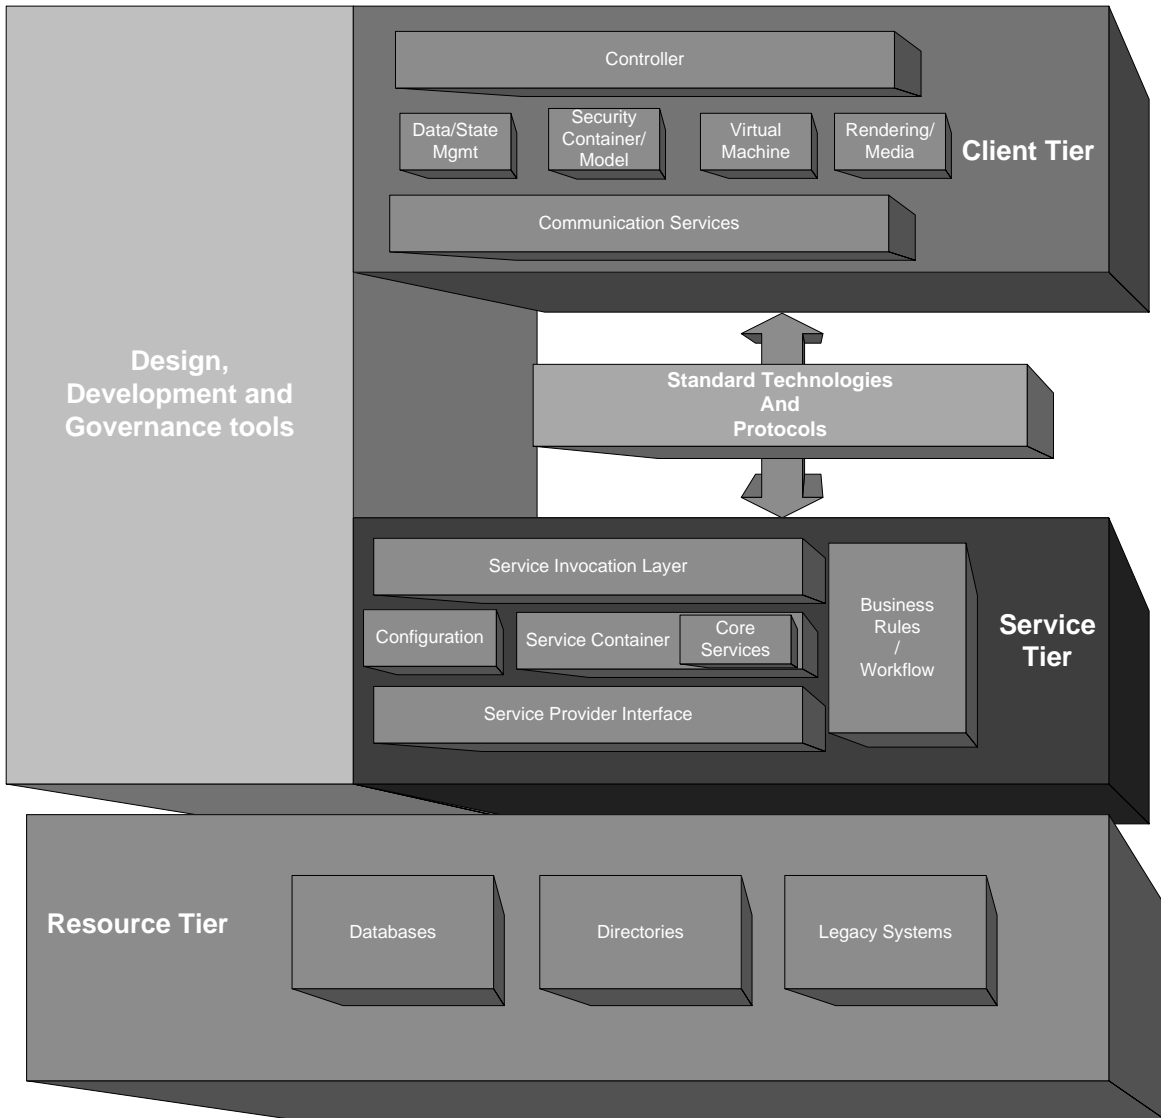 Controller
Data/State
Mgmt
Security
Container/
Model
Virtual
Machine
Rendering/
Media
Client Tier
Communication Services
Design,
Development and
Governance tools
Standard Technologies
And
Protocols
Service Invocation Layer
Configuration
Service Container
Core
Services
Service Provider Interface
Business
Rules
/
Workflow
Service
Tier
Resource Tier
Databases
Directories
Legacy Systems